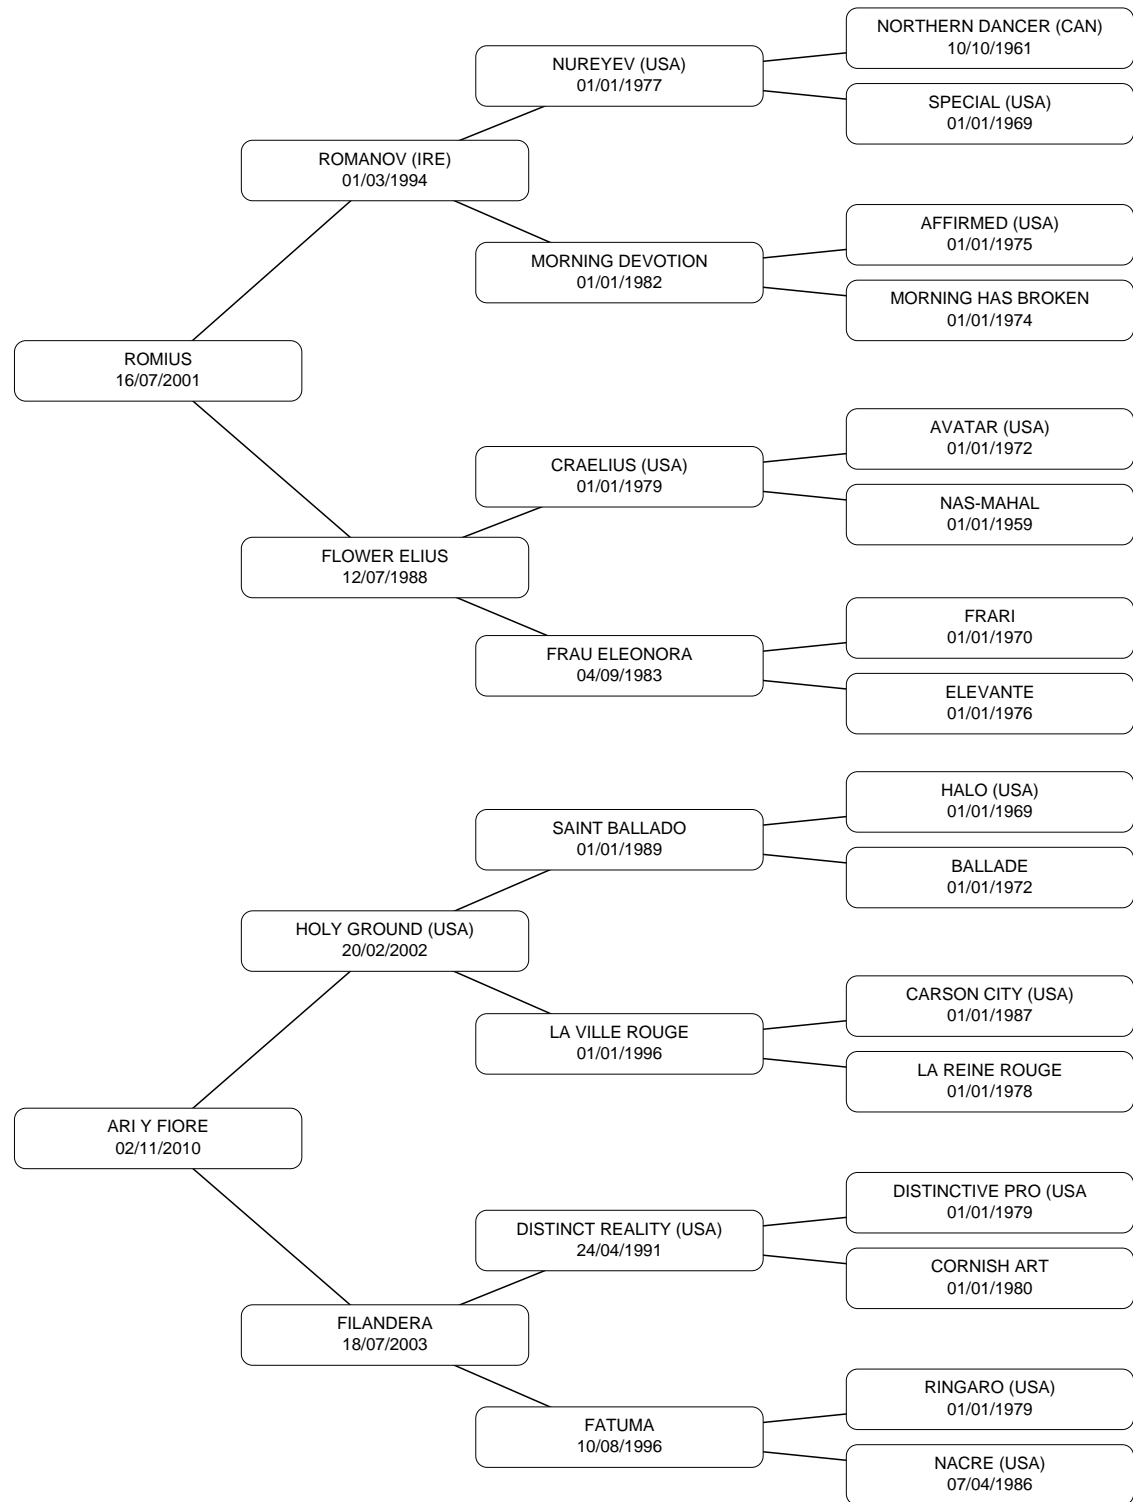 NORTHERN DANCER (CAN)
10/10/1961
NUREYEV (USA)
01/01/1977
SPECIAL (USA)
01/01/1969
ROMANOV (IRE)
01/03/1994
AFFIRMED (USA)
01/01/1975
MORNING DEVOTION
01/01/1982
MORNING HAS BROKEN
01/01/1974
ROMIUS
16/07/2001
AVATAR (USA)
01/01/1972
CRAELIUS (USA)
01/01/1979
NAS-MAHAL
01/01/1959
FLOWER ELIUS
12/07/1988
FRARI
01/01/1970
FRAU ELEONORA
04/09/1983
ELEVANTE
01/01/1976
HALO (USA)
01/01/1969
SAINT BALLADO
01/01/1989
BALLADE
01/01/1972
HOLY GROUND (USA)
20/02/2002
CARSON CITY (USA)
01/01/1987
LA VILLE ROUGE
01/01/1996
LA REINE ROUGE
01/01/1978
ARI Y FIORE
02/11/2010
DISTINCTIVE PRO (USA
01/01/1979
DISTINCT REALITY (USA)
24/04/1991
CORNISH ART
01/01/1980
FILANDERA
18/07/2003
RINGARO (USA)
01/01/1979
FATUMA
10/08/1996
NACRE (USA)
07/04/1986